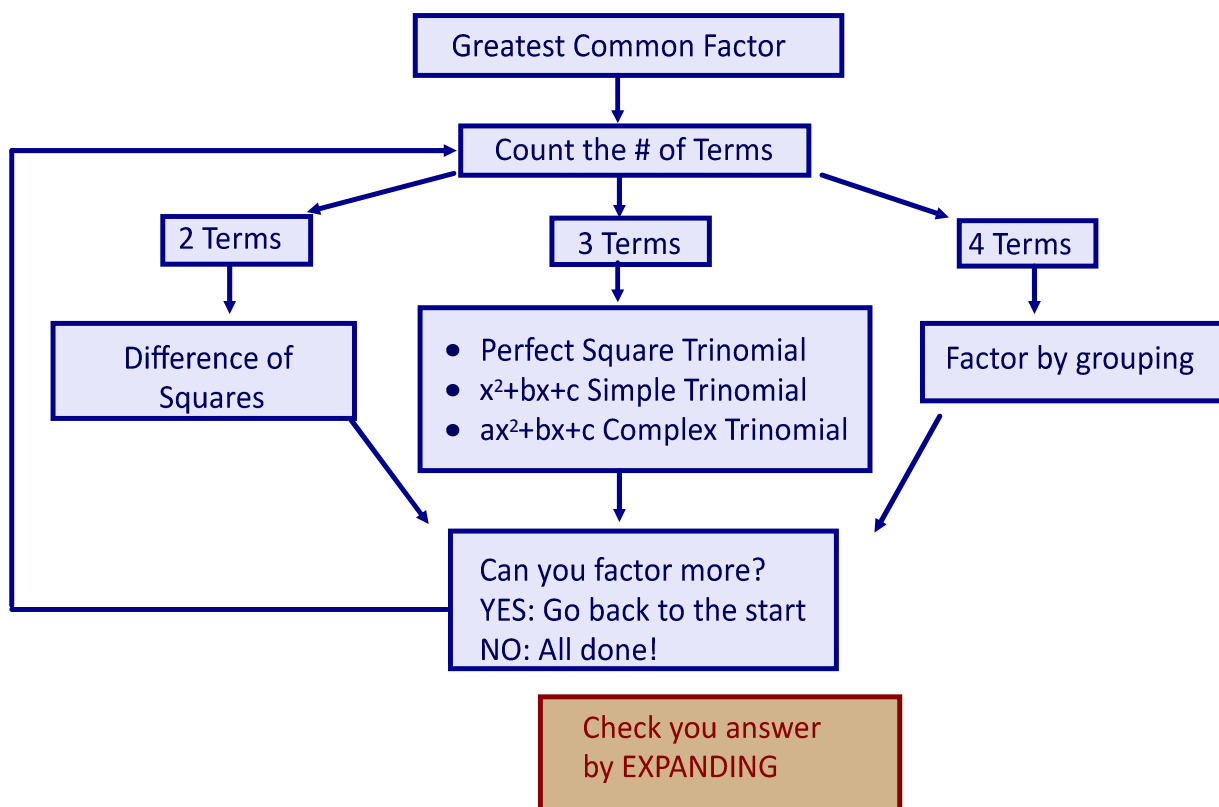 Greatest Common Factor
Count the # of Terms
2 Terms
3 Terms
4 Terms
Difference of
Squares
• Perfect Square Trinomial
• x²+bx+c Simple Trinomial
• ax²+bx+c Complex Trinomial
Factor by grouping
Can you factor more?
YES: Go back to the start
NO: All done!
Check you answer
by EXPANDING